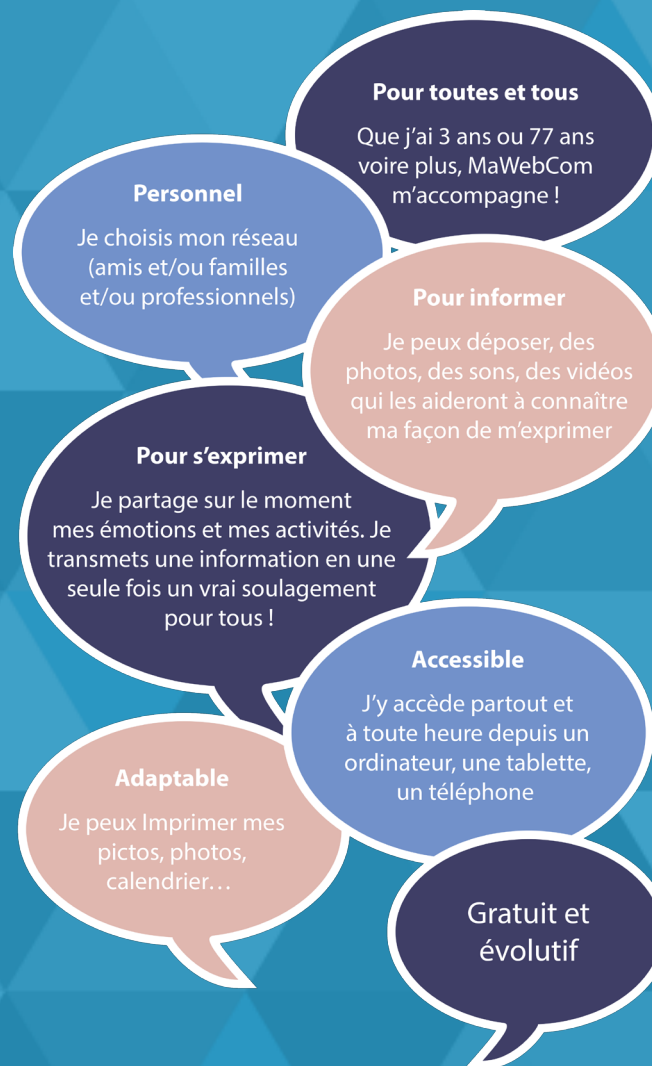 Pour toutes et tous
Que j'ai 3 ans ou 77 ans
voire plus, MaWebCom
m'accompagne !
Personnel
Je choisis mon réseau
(amis et/ou familles
et/ou professionnels)
Pour informer
Je peux déposer, des
photos, des sons, des vidéos
qui les aideront à connaître
ma façon de m'exprimer
Pour s'exprimer
Je partage sur le moment
mes émotions et mes activités. Je
transmets une information en une
seule fois un vrai soulagement
pour tous !
Accessible
J'y accède partout et
à toute heure depuis un
ordinateur, une tablette,
un téléphone
Adaptable
Je peux Imprimer mes
pictos, photos,
calendrier…
Gratuit et
évolutif